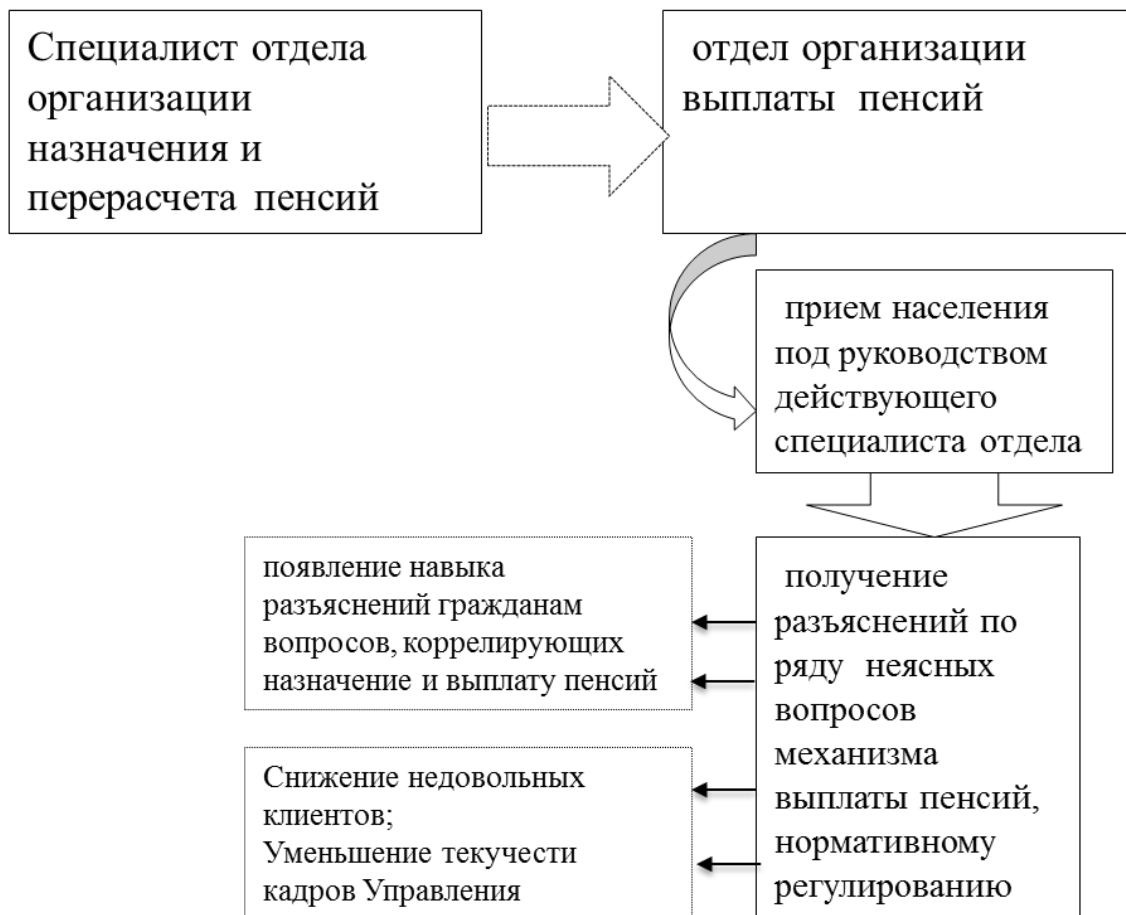 Специалист отдела
организации
назначения и
перерасчета пенсий
отдел организации
выплаты пенсий
прием населения
под руководством
действующего
специалиста отдела
получение
разъяснений по
ряду неясных
вопросов
механизма
выплаты пенсий,
нормативному
регулированию
появление навыка
разъяснений гражданам
вопросов, коррелирующих
назначение и выплату пенсий
Снижение недовольных
клиентов;
Уменьшение текучести
кадров Управления